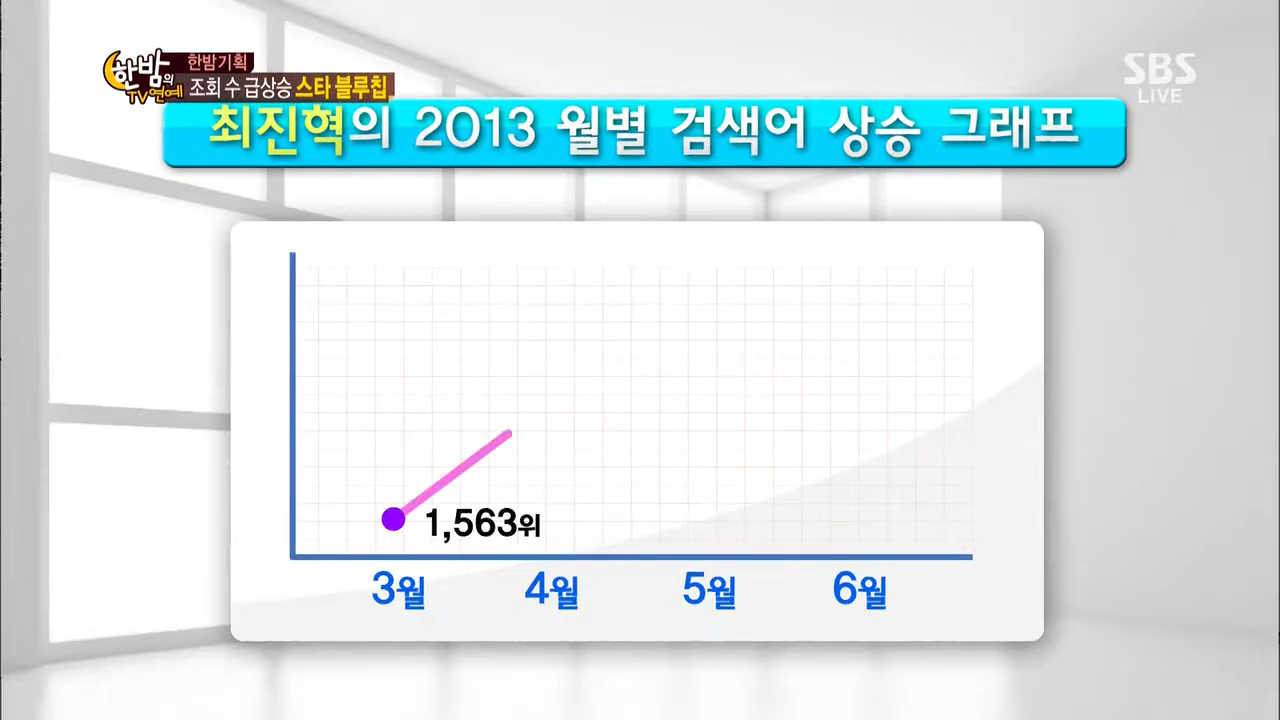 한밤의
TV연예
한밤기획
조회 수 급상승 스타 블루칩
SBS
LIVE
최진혁의 2013 월별 검색어 상승 그래프
1,563위
3월 4월 5월 6월